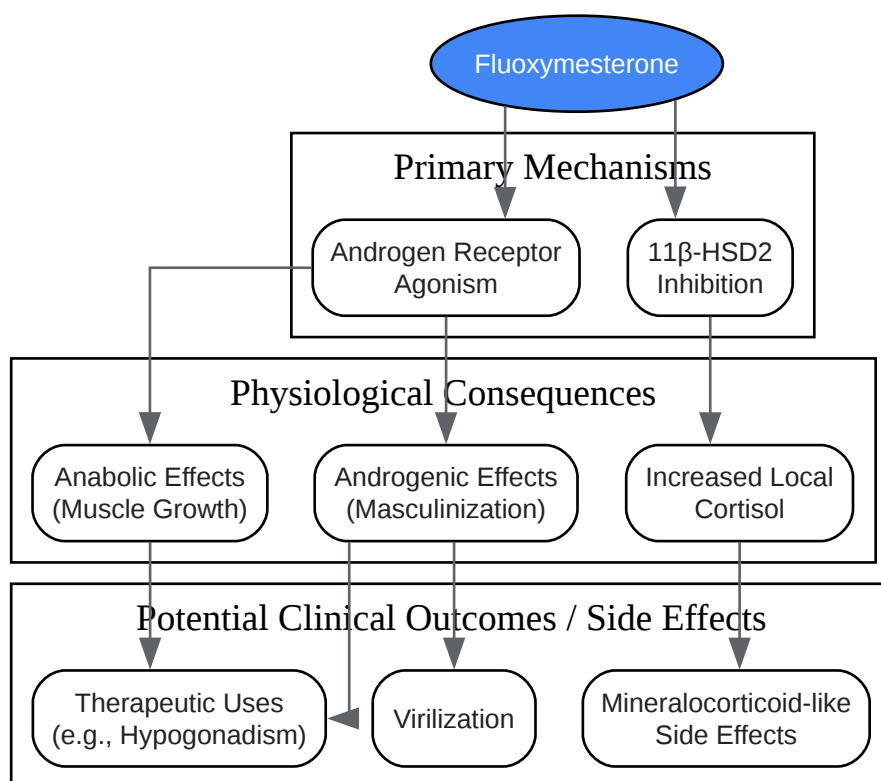 Fluoxymesterone
Primary Mechanisms
Androgen Receptor
Agonism
11β-HSD2
Inhibition
Physiological Consequences
Anabolic Effects
(Muscle Growth)
Androgenic Effects
(Masculinization)
Increased Local
Cortisol
Potential Clinical Outcomes / Side Effects
Therapeutic Uses
(e.g., Hypogonadism)
Virilization
Mineralocorticoid-like
Side Effects